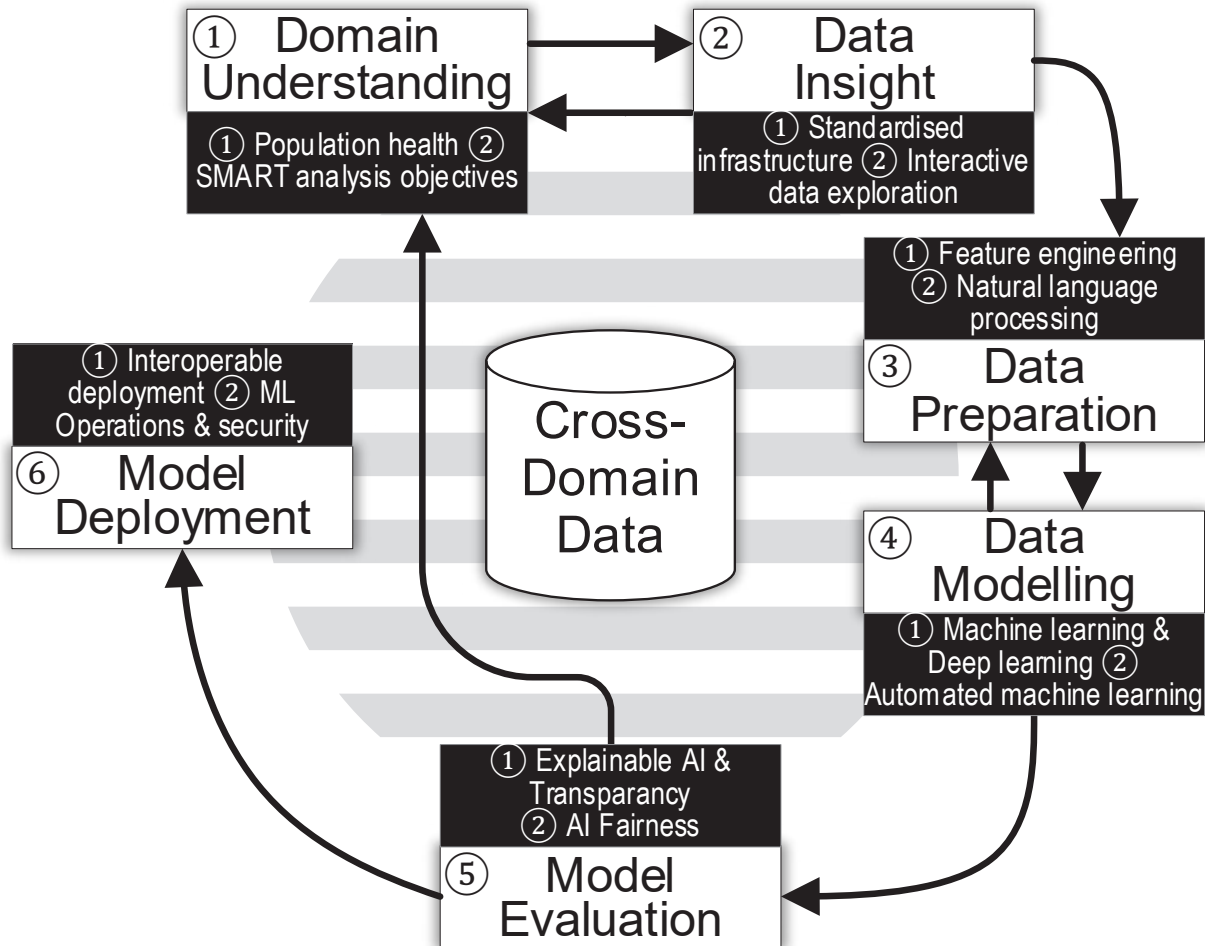 ① Domain
Understanding
① Population health ②
SMART analysis objectives
② Data
Insight
① Standardised
infrastructure ② Interactive
data exploration
① Feature engineering
② Natural language
processing
③ Data
Preparation
④ Data
Modelling
① Machine learning &
Deep learning ②
Automated machine learning
① Explainable AI &
Transparancy
② AI Fairness
⑤ Model
Evaluation
① Interoperable
deployment ② ML
Operations & security
⑥ Model
Deployment
Cross-
Domain
Data